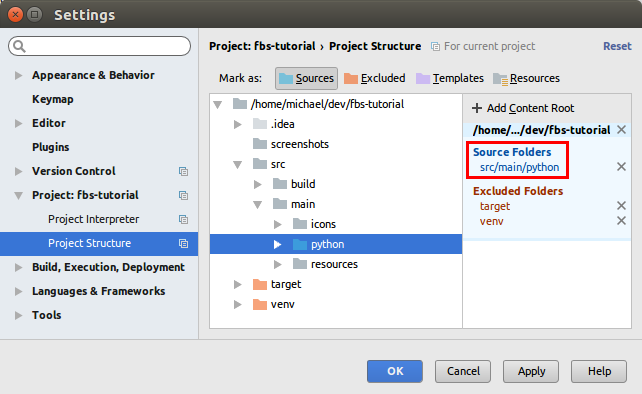 Settings
Project: fbs-tutorial › Project Structure For current project Reset
Appearance & Behavior
Keymap
Editor
Plugins
Version Control
Project: fbs-tutorial
Project Interpreter
Project Structure
Build, Execution, Deployment
Languages & Frameworks
Tools
Mark as: Sources Excluded Templates Resources
/home/michael/dev/fbs-tutorial
.idea
screenshots
src
build
main
icons
python
resources
target
venv
+ Add Content Root
/home/.../dev/fbs-tutorial
Source Folders
src/main/python
Excluded Folders
target
venv
OK Cancel Apply Help